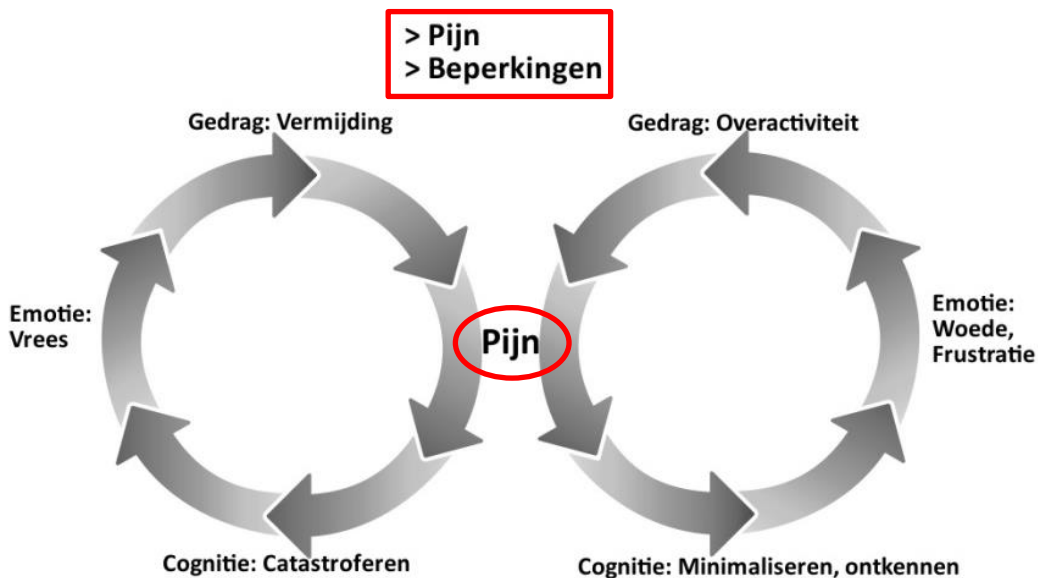 > Pijn
> Beperkingen
Gedrag: Vermijding
Gedrag: Overactiviteit
Emotie:
Vrees
Pijn
Emotie:
Woede,
Frustratie
Cognitie: Catastroferen
Cognitie: Minimaliseren, ontkennen